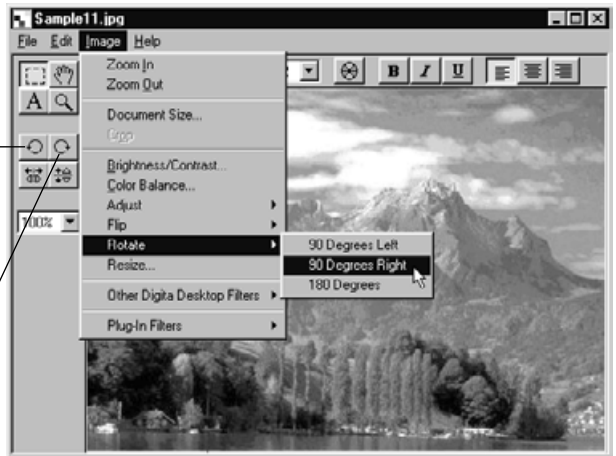 Sample11.jpg
File Edit Image Help
Zoom In
Zoom Out
Document Size...
Crop
Brightness/Contrast...
Color Balance...
Adjust
Flip
Rotate
Resize...
Other Digita Desktop Filters
Plug-In Filters
90 Degrees Left
90 Degrees Right
180 Degrees
A
100%
B I U